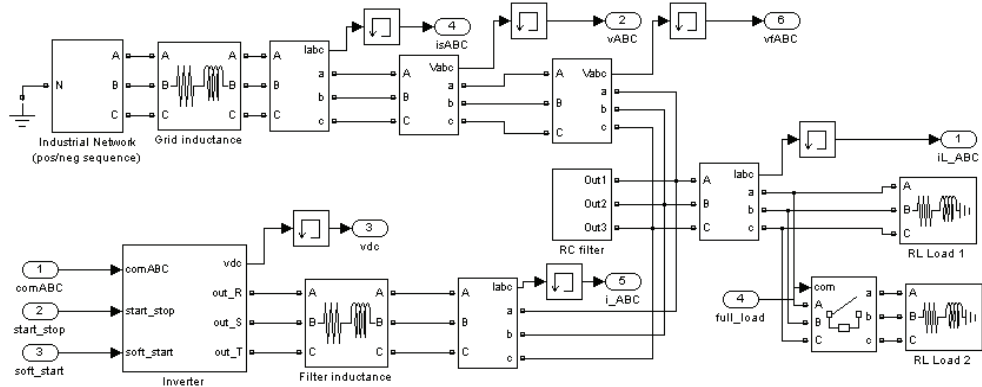 4
isABC
2
vABC
6
vfABC
N
A
B
C
A
B
C
A
B
C
A
B
C
Iabc
a
b
c
A
B
C
Vabc
a
b
c
A
B
C
Vabc
a
b
c
Industrial Network
(pos/neg sequence)
Grid inductance
1
iL_ABC
Out1
Out2
Out3
RC filter
A
B
C
Iabc
a
b
c
A
B
C
RL Load 1
3
vdc
1
comABC
2
start_stop
3
soft_start
comABC
start_stop
soft_start
vdc
out_R
out_S
out_T
Inverter
A
B
C
A
B
C
Filter inductance
A
B
C
Iabc
a
b
c
5
i_ABC
4
full_load
com
A
B
C
a
b
c
A
B
C
RL Load 2